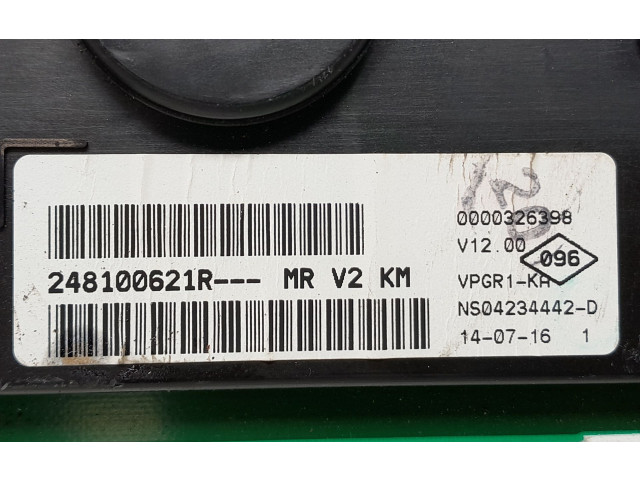 0000326398
V12.00
096
248100621R--- MR V2 KM
VPGR1-KA
NS04234442-D
14-07-16 1